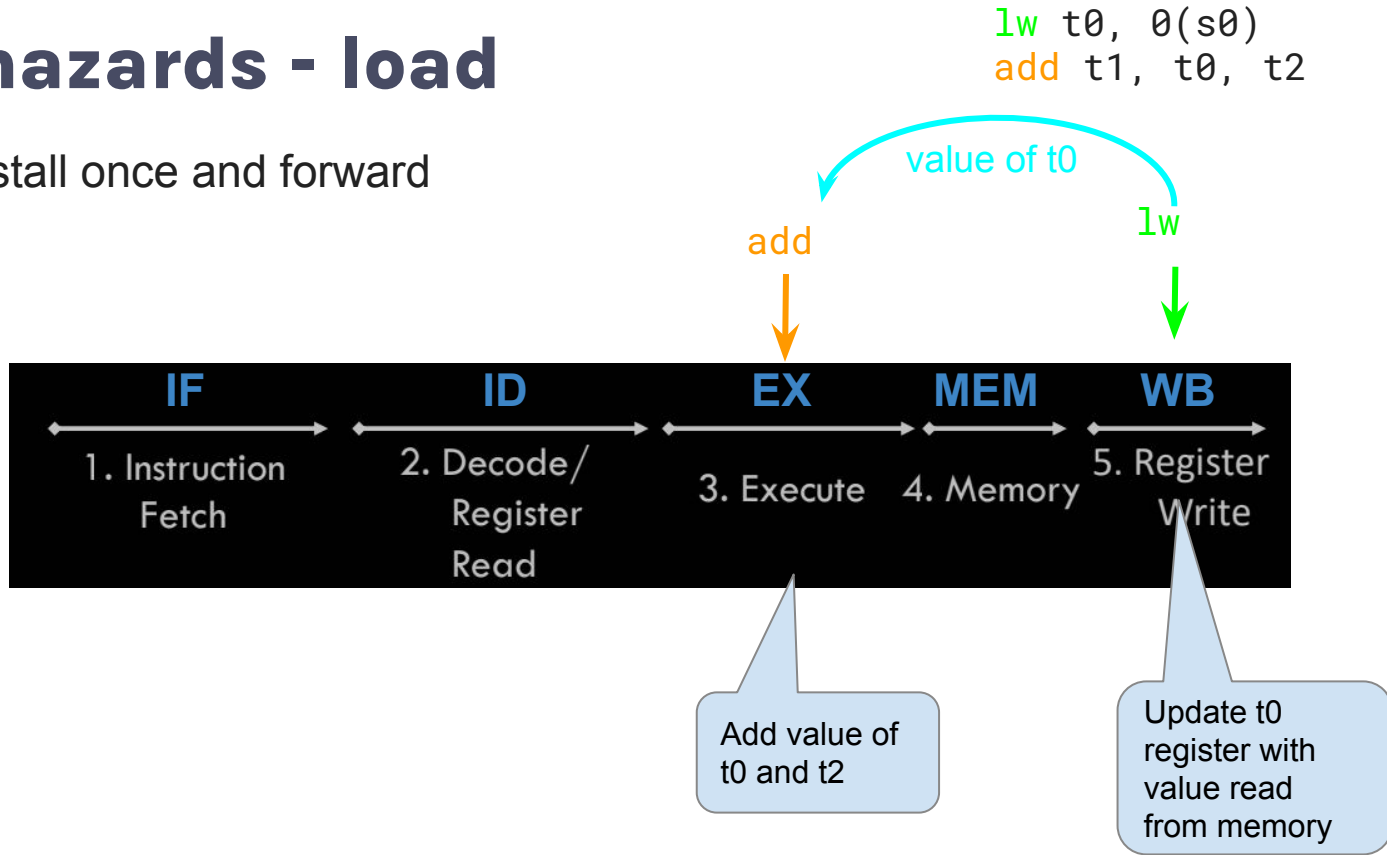 hazards - load
lw t0, 0(s0)
add t1, t0, t2
stall once and forward
value of t0
add
lw
IF
ID
EX
MEM
WB
1. Instruction
Fetch
2. Decode/
Register
Read
3. Execute
4. Memory
5. Register
Write
Add value of
t0 and t2
Update t0
register with
value read
from memory